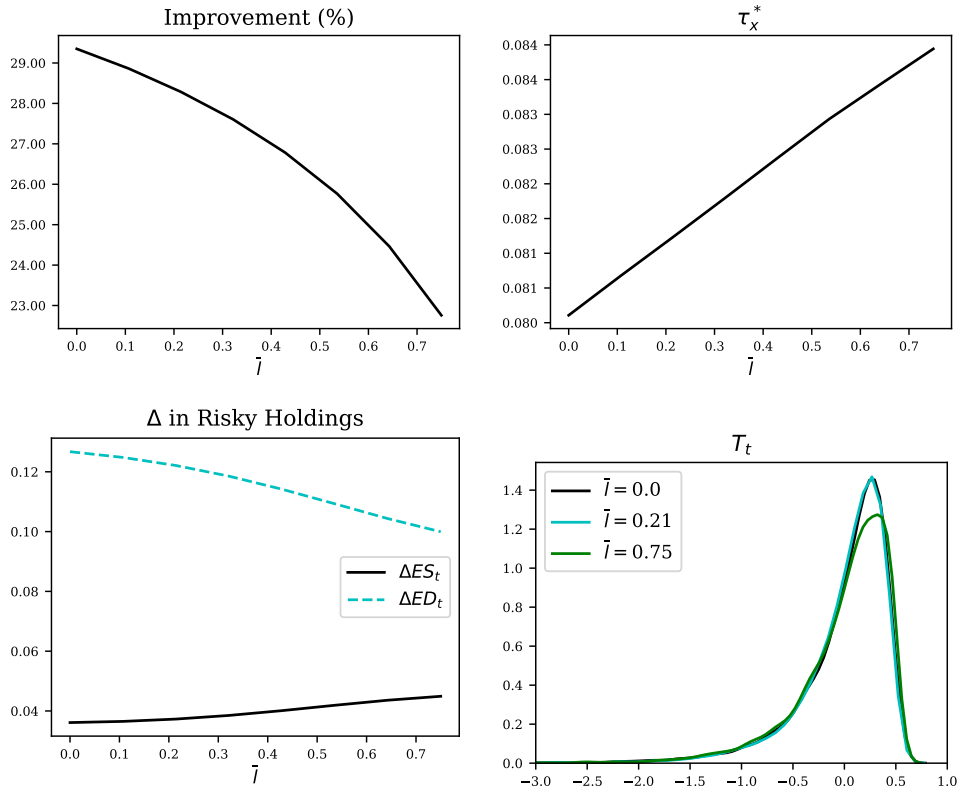 Improvement (%)
29.00
28.00
27.00
26.00
25.00
24.00
23.00
0.0 0.1 0.2 0.3 0.4 0.5 0.6 0.7
l̄
τ*ₓ
0.084
0.084
0.083
0.083
0.082
0.082
0.081
0.081
0.080
0.0 0.1 0.2 0.3 0.4 0.5 0.6 0.7
l̄
Δ in Risky Holdings
0.12
0.10
0.08
0.06
0.04
ΔESₜ
ΔEDₜ
0.0 0.1 0.2 0.3 0.4 0.5 0.6 0.7
l̄
Tₜ
1.4
1.2
1.0
0.8
0.6
0.4
0.2
0.0
l̄ = 0.0
l̄ = 0.21
l̄ = 0.75
−3.0 −2.5 −2.0 −1.5 −1.0 −0.5 0.0 0.5 1.0